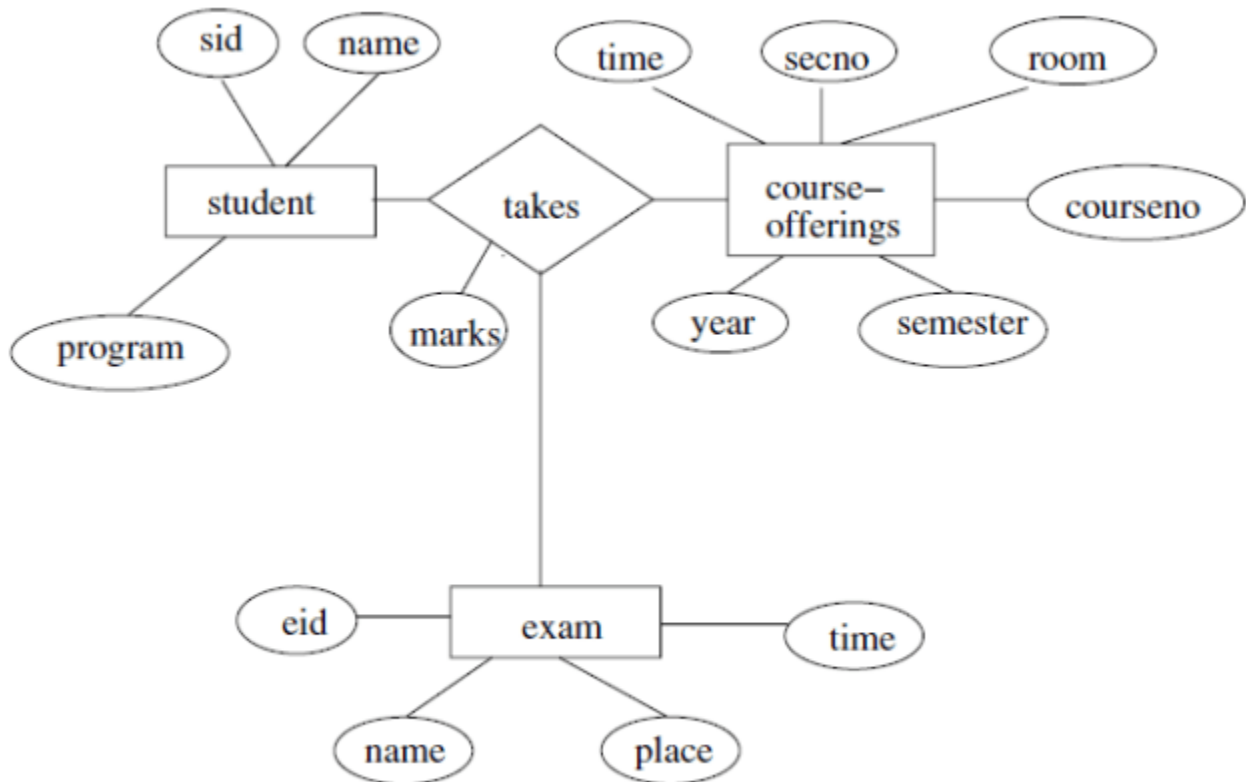 sid
name
time
secno
room
student
takes
course–
offerings
courseno
program
marks
year
semester
eid
exam
time
name
place